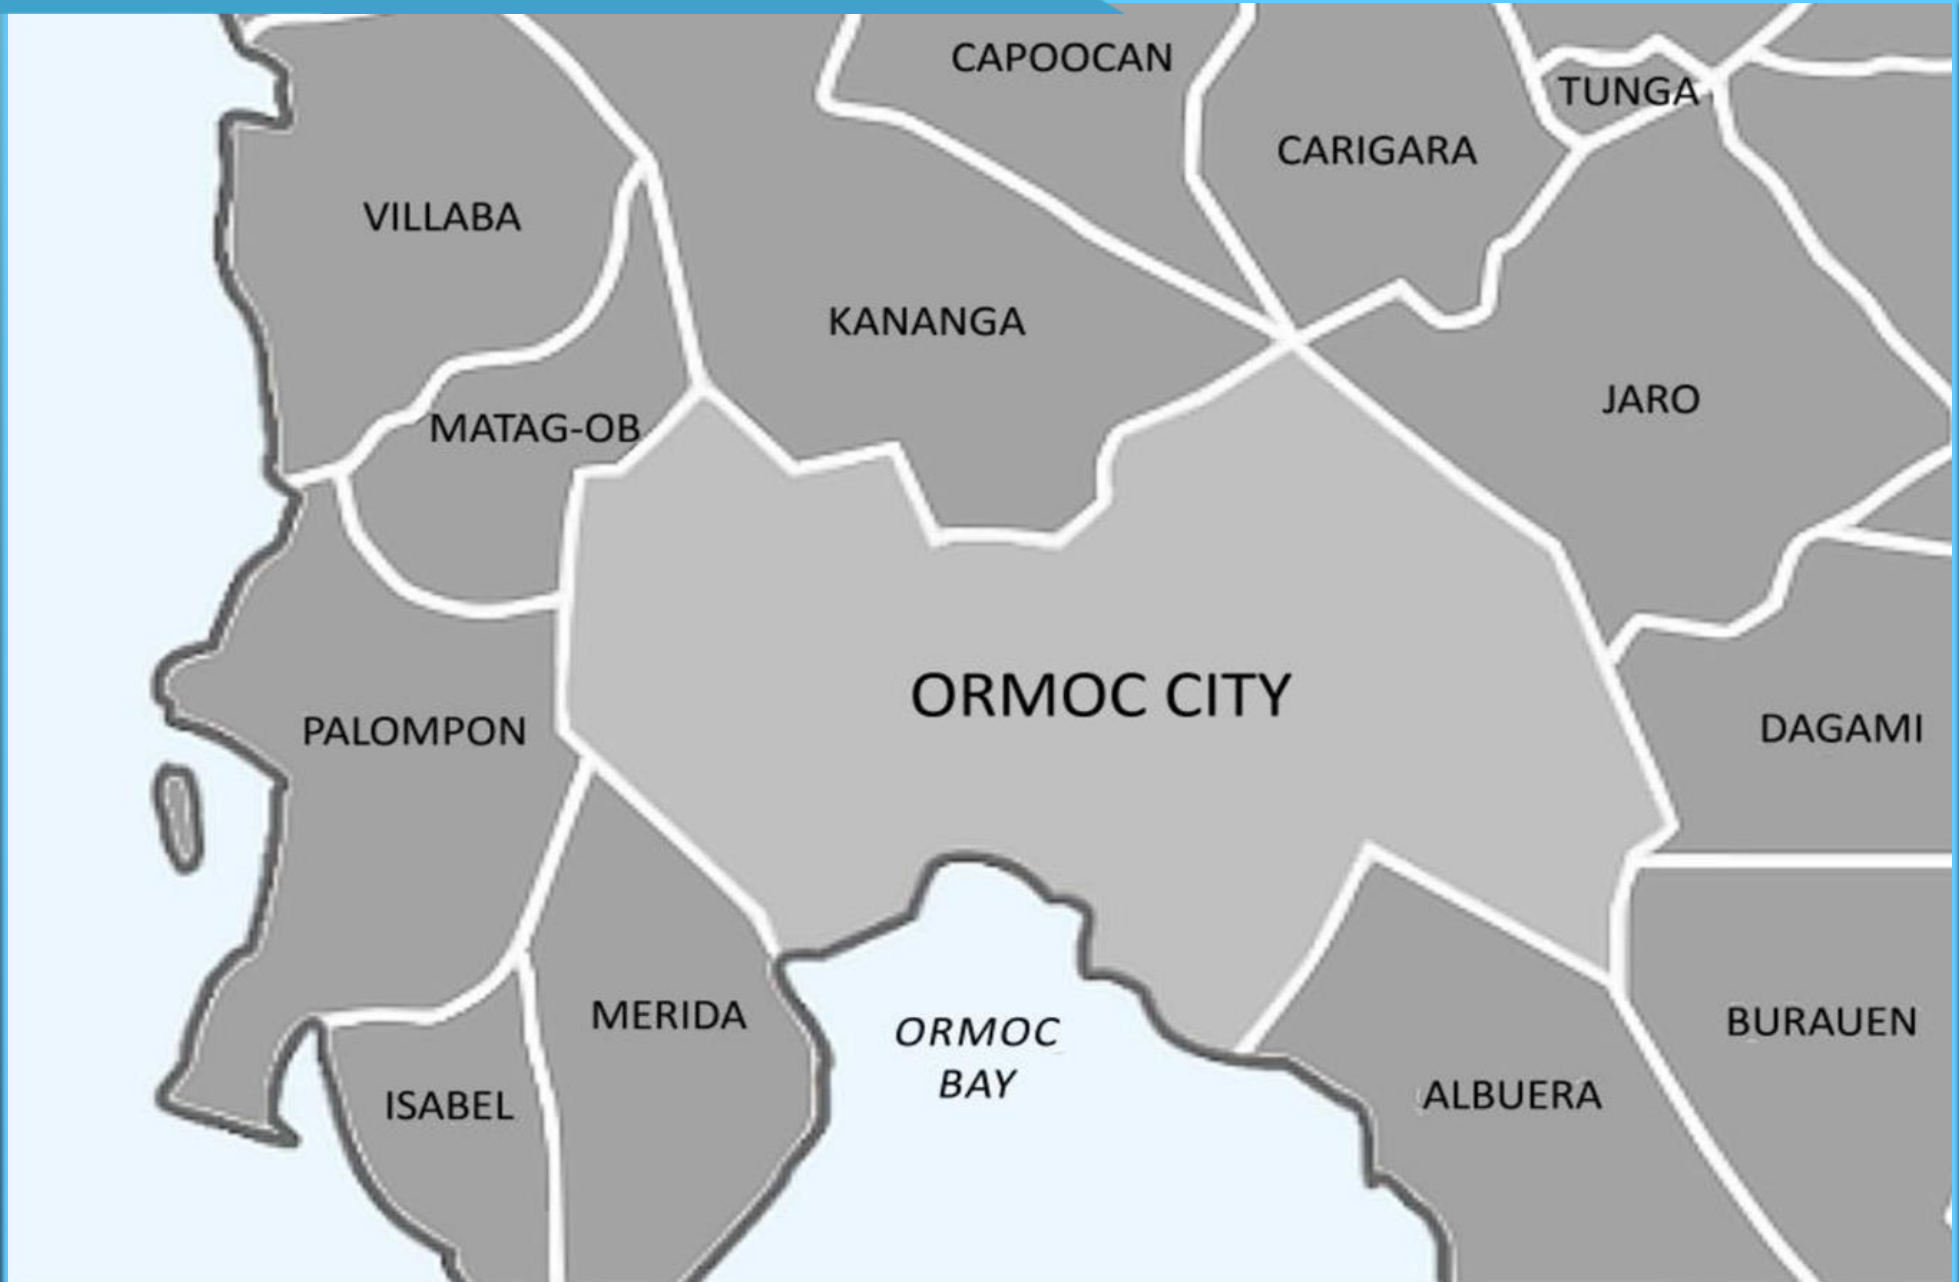 CAPOOCAN
TUNGA
CARIGARA
VILLABA
KANANGA
JARO
MATAG-OB
ORMOC CITY
PALOMPON
DAGAMI
MERIDA
ORMOC
BAY
BURAUEN
ISABEL
ALBUERA